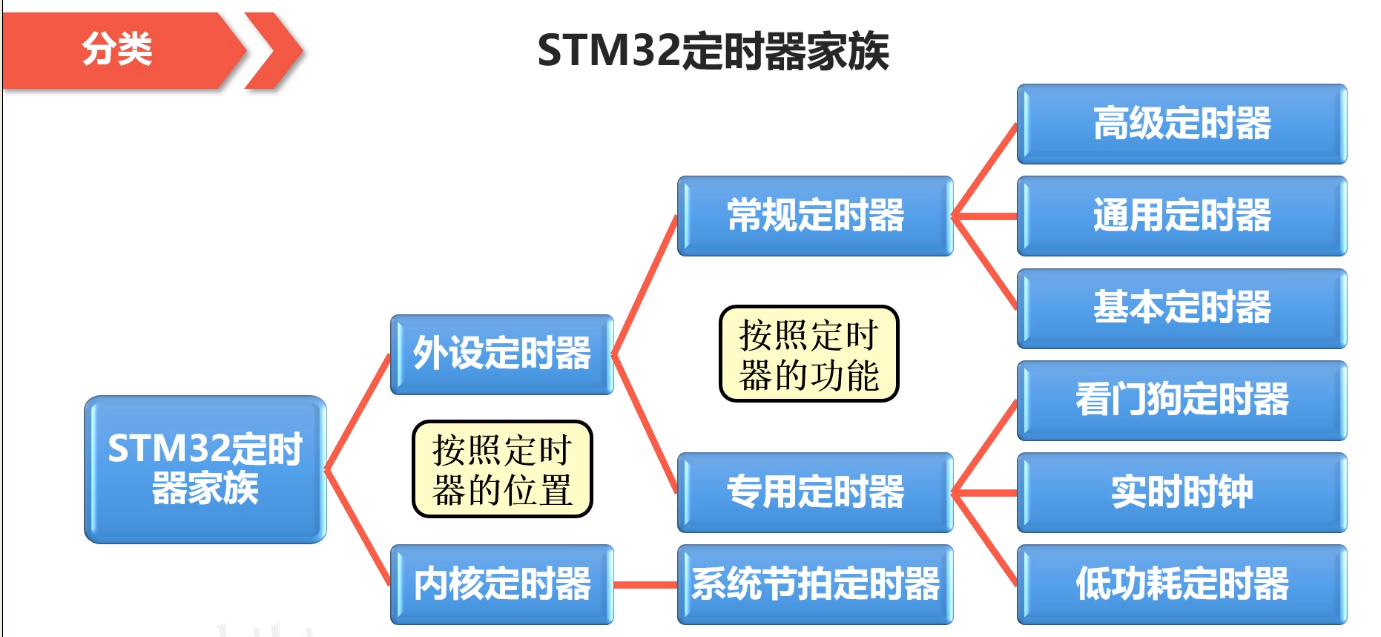 分类
STM32定时器家族
高级定时器
常规定时器
通用定时器
基本定时器
按照定时
器的功能
外设定时器
看门狗定时器
STM32定时
器家族
按照定时
器的位置
专用定时器
实时时钟
内核定时器
系统节拍定时器
低功耗定时器